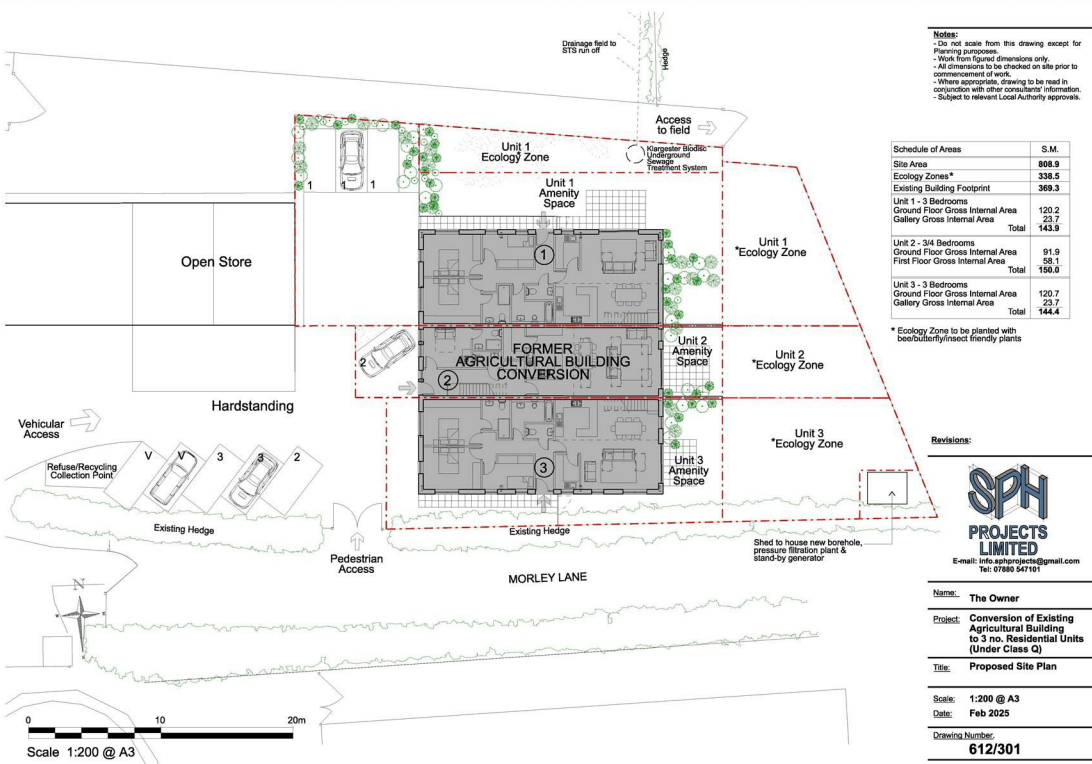 Drainage field to
STS run off
Hedge
Access
to field
Unit 1
Ecology Zone
Klargester Biodisc
Underground
Sewage
Treatment System
1 1 1
Unit 1
Amenity
Space
Open Store
1
Unit 1
*Ecology Zone
2
FORMER
AGRICULTURAL BUILDING
CONVERSION
2
Unit 2
Amenity
Space
Unit 2
*Ecology Zone
Hardstanding
Vehicular
Access
V V 3 3 2
Refuse/Recycling
Collection Point
3
Unit 3
Amenity
Space
Unit 3
*Ecology Zone
Existing Hedge
Existing Hedge
Pedestrian
Access
Shed to house new borehole,
pressure filtration plant &
stand-by generator
MORLEY LANE
N
0 10 20m
Scale 1:200 @ A3
Notes:
- Do not scale from this drawing except for
Planning purposes.
- Work from figured dimensions only.
- All dimensions to be checked on site prior to
commencement of work.
- Where appropriate, drawing to be read in
conjunction with other consultants' information.
- Subject to relevant Local Authority approvals.
Schedule of Areas S.M.
Site Area 808.9
Ecology Zones* 338.5
Existing Building Footprint 369.3
Unit 1 - 3 Bedrooms
Ground Floor Gross Internal Area 120.2
Gallery Gross Internal Area 23.7
Total 143.9
Unit 2 - 3/4 Bedrooms
Ground Floor Gross Internal Area 91.9
First Floor Gross Internal Area 58.1
Total 150.0
Unit 3 - 3 Bedrooms
Ground Floor Gross Internal Area 120.7
Gallery Gross Internal Area 23.7
Total 144.4
* Ecology Zone to be planted with
bee/butterfly/insect friendly plants
Revisions:
SPH
PROJECTS
LIMITED
E-mail: info.sphprojects@gmail.com
Tel: 07880 547101
Name: The Owner
Project: Conversion of Existing
Agricultural Building
to 3 no. Residential Units
(Under Class Q)
Title: Proposed Site Plan
Scale: 1:200 @ A3
Date: Feb 2025
Drawing Number.
612/301